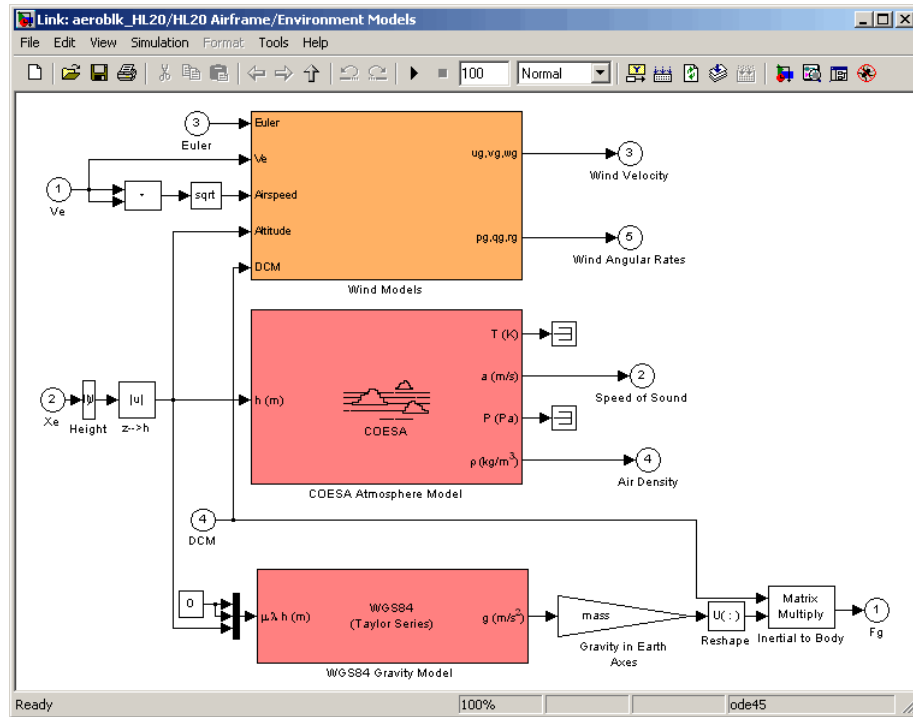 Link: aeroblk_HL20/HL20 Airframe/Environment Models
File Edit View Simulation Format Tools Help
100 Normal
3
Euler
Euler
ug,vg,wg
3
Wind Velocity
1
Ve
Ve
sqrt
Airspeed
Altitude
pg,qg,rg
5
Wind Angular Rates
DCM
Wind Models
T (K)
2
Xe
Height
|u|
z-->h
h (m)
COESA
a (m/s)
2
Speed of Sound
P (Pa)
ρ (kg/m³)
4
Air Density
COESA Atmosphere Model
4
DCM
0
μ λ h (m)
WGS84
(Taylor Series)
g (m/s²)
WGS84 Gravity Model
mass
Gravity in Earth
Axes
U( : )
Reshape
Matrix
Multiply
Inertial to Body
1
Fg
Ready 100% ode45